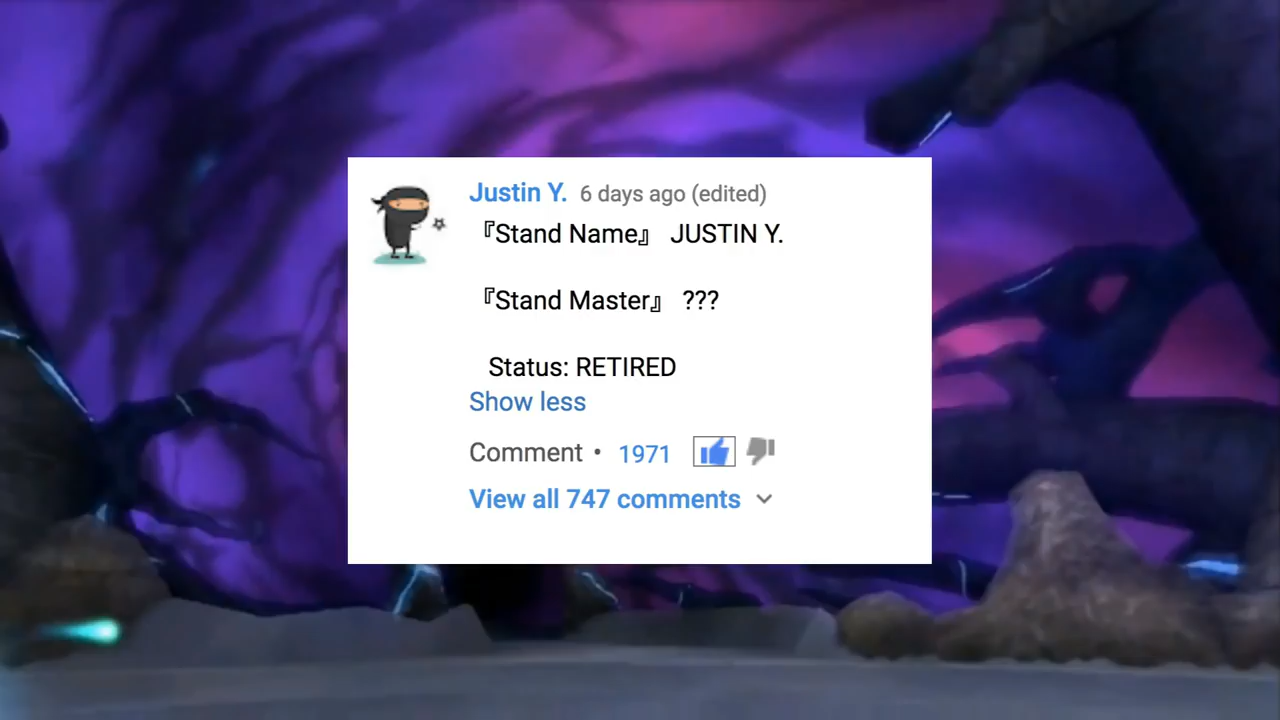 Justin Y. 6 days ago (edited)
『Stand Name』 JUSTIN Y.
『Stand Master』 ???
Status: RETIRED
Show less
Comment • 1971
View all 747 comments